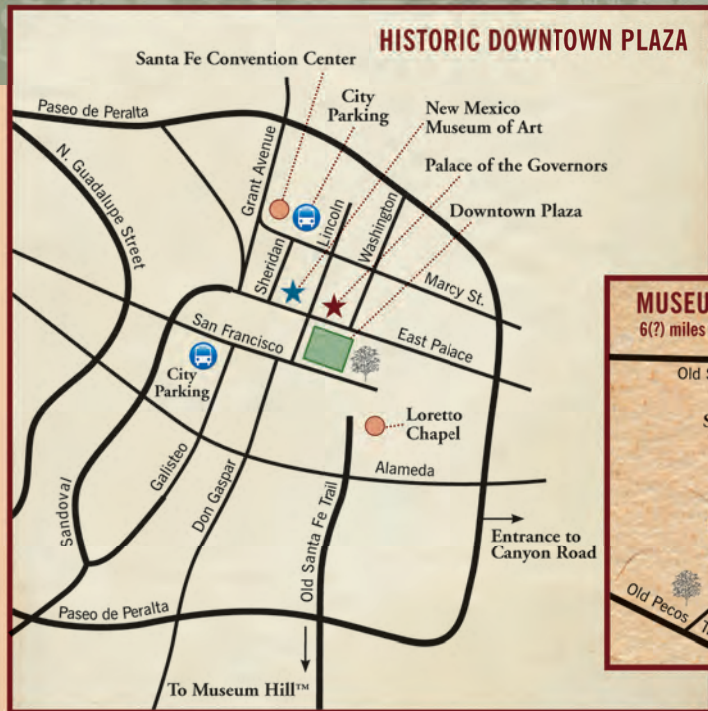 HISTORIC DOWNTOWN PLAZA
Santa Fe Convention Center
City
Parking
New Mexico
Museum of Art
Palace of the Governors
Downtown Plaza
Paseo de Peralta
N. Guadalupe Street
Grant Avenue
Sheridan
Lincoln
Washington
Marcy St.
San Francisco
East Palace
City
Parking
Loretto
Chapel
Alameda
Galisteo
Don Gaspar
Old Santa Fe Trail
Sandoval
Entrance to
Canyon Road
Paseo de Peralta
To Museum Hill™
6(?) miles
Old
Old Pecos